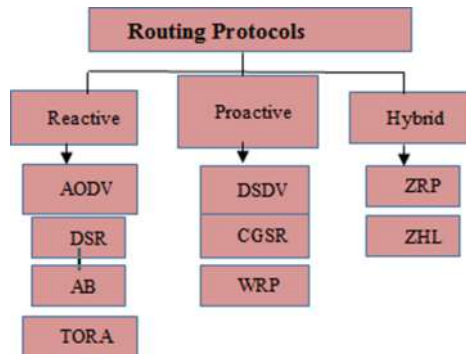 Routing Protocols
Reactive
Proactive
Hybrid
AODV
DSR
AB
TORA
DSDV
CGSR
WRP
ZRP
ZHL